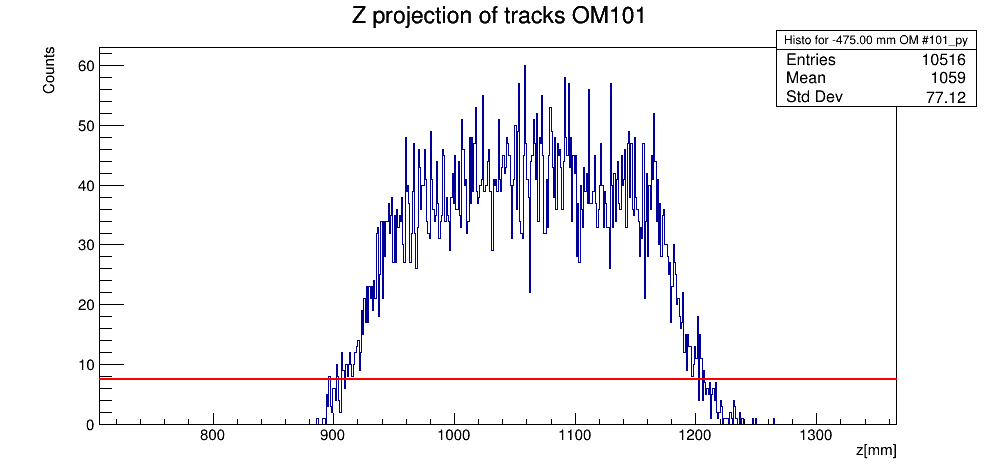 Z projection of tracks OM101
Histo for -475.00 mm OM #101_py
Entries 10516
Mean 1059
Std Dev 77.12
Counts
60
50
40
30
20
10
0
800 900 1000 1100 1200 1300
z[mm]